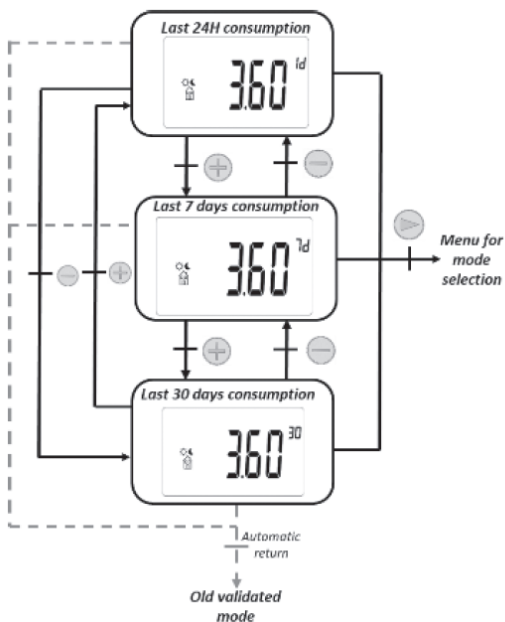 Last 24H consumption
3.60 1d
Last 7 days consumption
3.60 7d
Menu for
mode
selection
Last 30 days consumption
3.60 30
Automatic
return
Old validated
mode